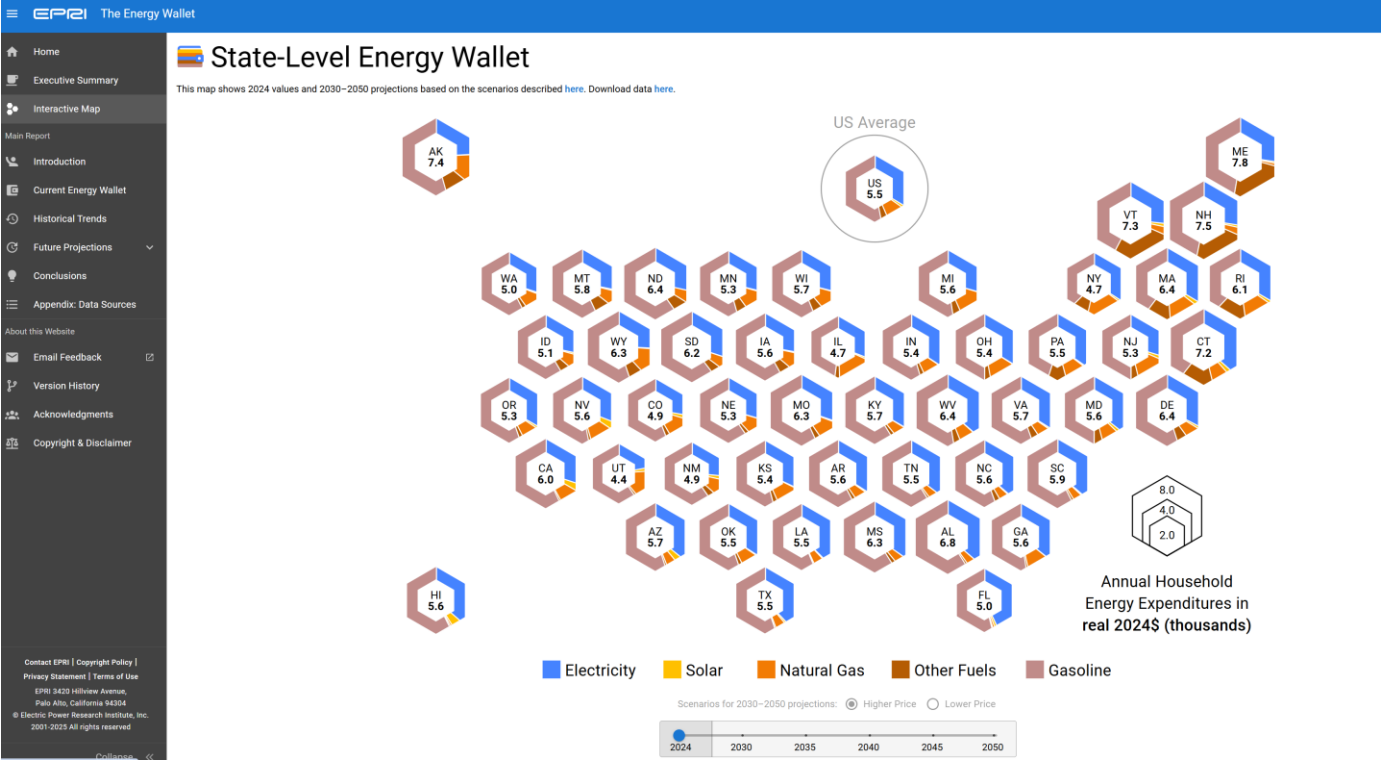 EPRI The Energy Wallet
Home
Executive Summary
Interactive Map
Main Report
Introduction
Current Energy Wallet
Historical Trends
Future Projections
Conclusions
Appendix: Data Sources
About this Website
Email Feedback
Version History
Acknowledgments
Copyright & Disclaimer
Contact EPRI | Copyright Policy |
Privacy Statement | Terms of Use
EPRI 3420 Hillview Avenue,
Palo Alto, California 94304
© Electric Power Research Institute, Inc.
2001-2025 All rights reserved
Collapse
State-Level Energy Wallet
This map shows 2024 values and 2030–2050 projections based on the scenarios described here. Download data here.
US Average
AK
7.4
US
5.5
ME
7.8
VT
7.3
NH
7.5
WA
5.0
MT
5.8
ND
6.4
MN
5.3
WI
5.7
MI
5.6
NY
4.7
MA
6.4
RI
6.1
ID
5.1
WY
6.3
SD
6.2
IA
5.6
IL
4.7
IN
5.4
OH
5.4
PA
5.5
NJ
5.3
CT
7.2
OR
5.3
NV
5.6
CO
4.9
NE
5.3
MO
6.3
KY
5.7
WV
6.4
VA
5.7
MD
5.6
DE
6.4
CA
6.0
UT
4.4
NM
4.9
KS
5.4
AR
5.6
TN
5.5
NC
5.6
SC
5.9
AZ
5.7
OK
5.5
LA
5.5
MS
6.3
AL
6.8
GA
5.6
HI
5.6
TX
5.5
FL
5.0
8.0
4.0
2.0
Annual Household
Energy Expenditures in
real 2024$ (thousands)
Electricity Solar Natural Gas Other Fuels Gasoline
Scenarios for 2030–2050 projections: Higher Price Lower Price
2024 2030 2035 2040 2045 2050